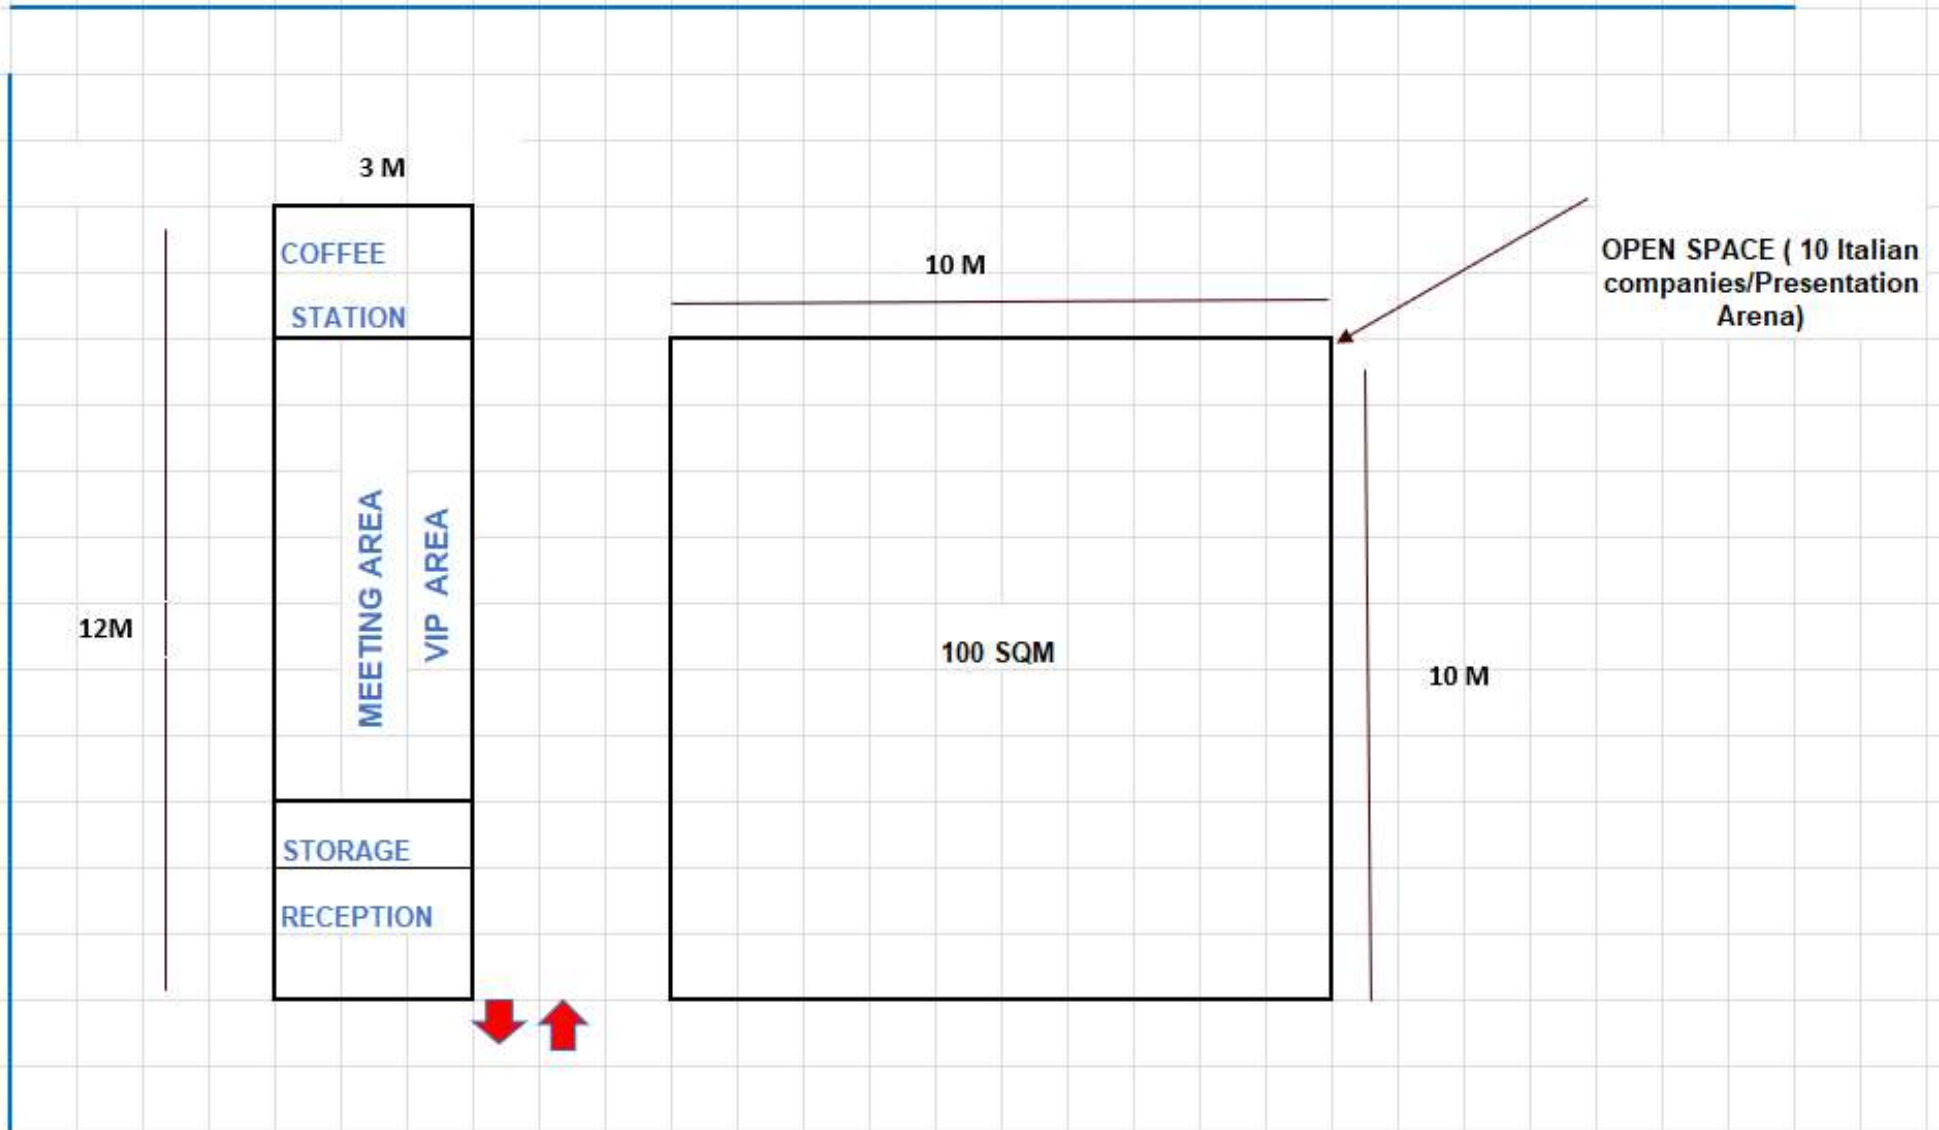 3 M
COFFEE
STATION
10 M
OPEN SPACE ( 10 Italian
companies/Presentation
Arena)
12M
MEETING AREA
VIP AREA
100 SQM
10 M
STORAGE
RECEPTION